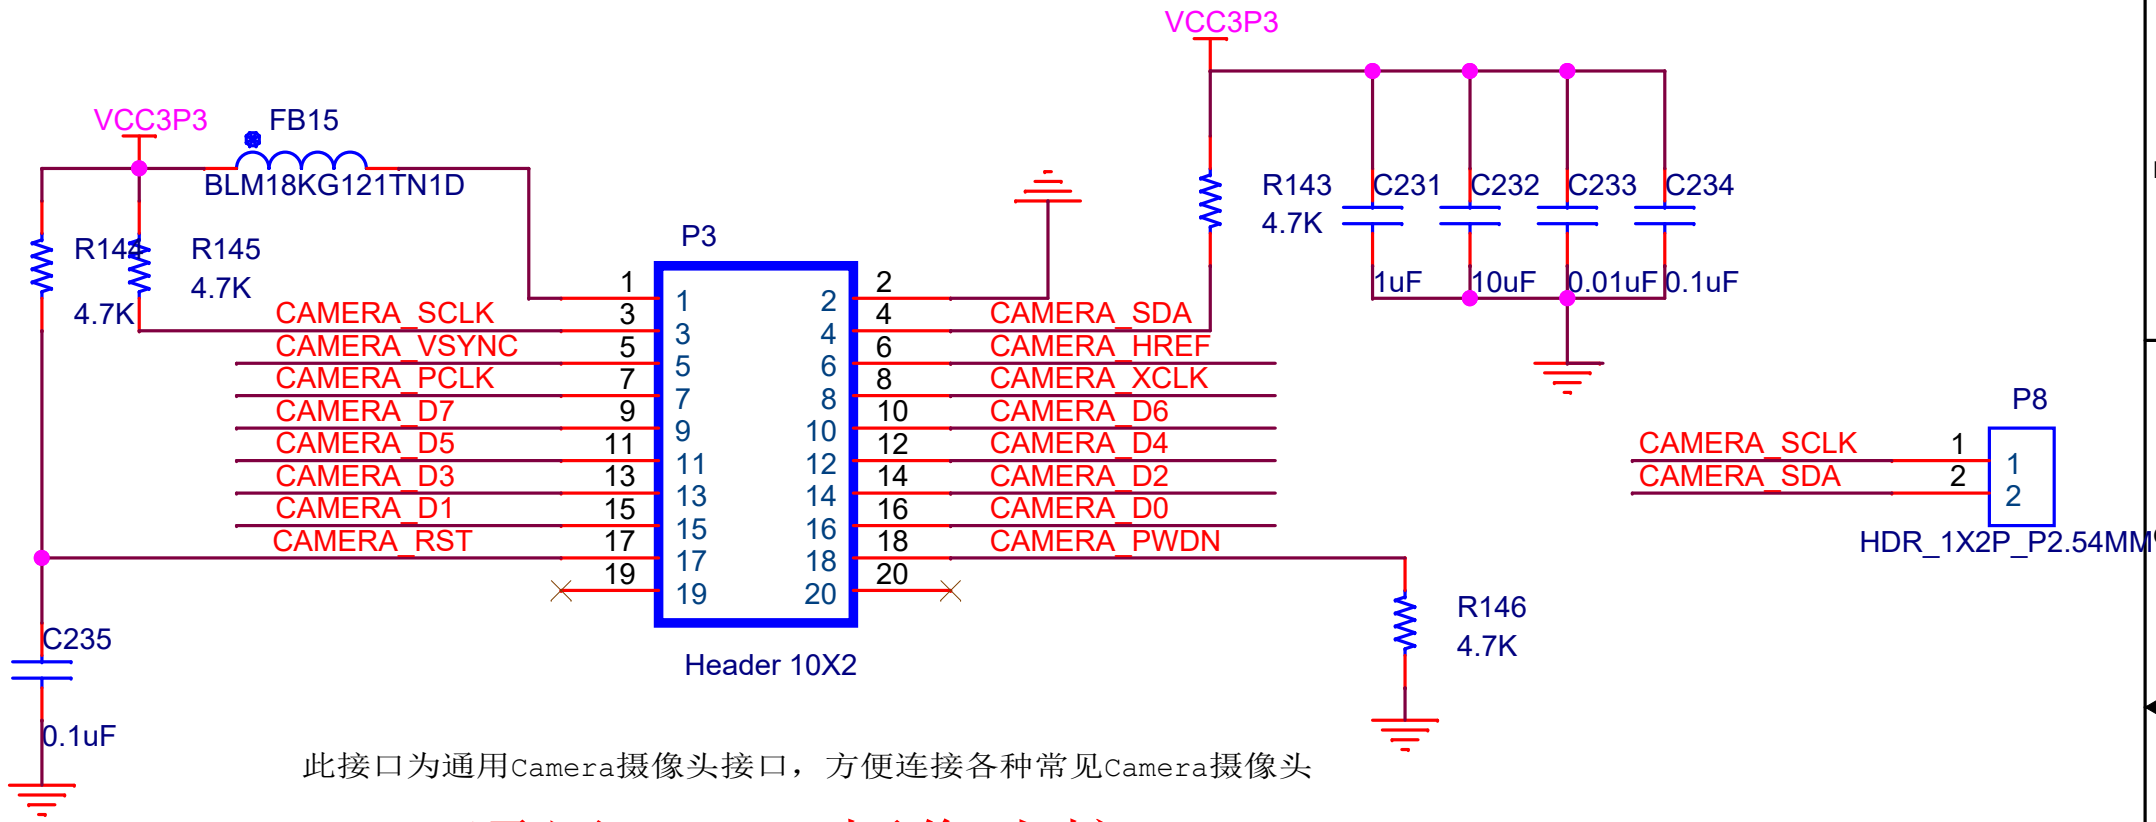 VCC3P3
VCC3P3
FB15
BLM18KG121TN1D
R144
4.7K
R145
4.7K
P3
R143
4.7K
C231
1uF
C232
10uF
C233
0.01uF
C234
0.1uF
1 1 2 2
CAMERA_SCLK 3 3 4 4 CAMERA_SDA
CAMERA_VSYNC 5 5 6 6 CAMERA_HREF
CAMERA_PCLK 7 7 8 8 CAMERA_XCLK
CAMERA_D7 9 9 10 10 CAMERA_D6
CAMERA_D5 11 11 12 12 CAMERA_D4
CAMERA_D3 13 13 14 14 CAMERA_D2
CAMERA_D1 15 15 16 16 CAMERA_D0
CAMERA_RST 17 17 18 18 CAMERA_PWDN
19 19 20 20
Header 10X2
P8
CAMERA_SCLK 1 1
CAMERA_SDA 2 2
HDR_1X2P_P2.54MM
R146
4.7K
C235
0.1uF
此接口为通用Camera摄像头接口，方便连接各种常见Camera摄像头